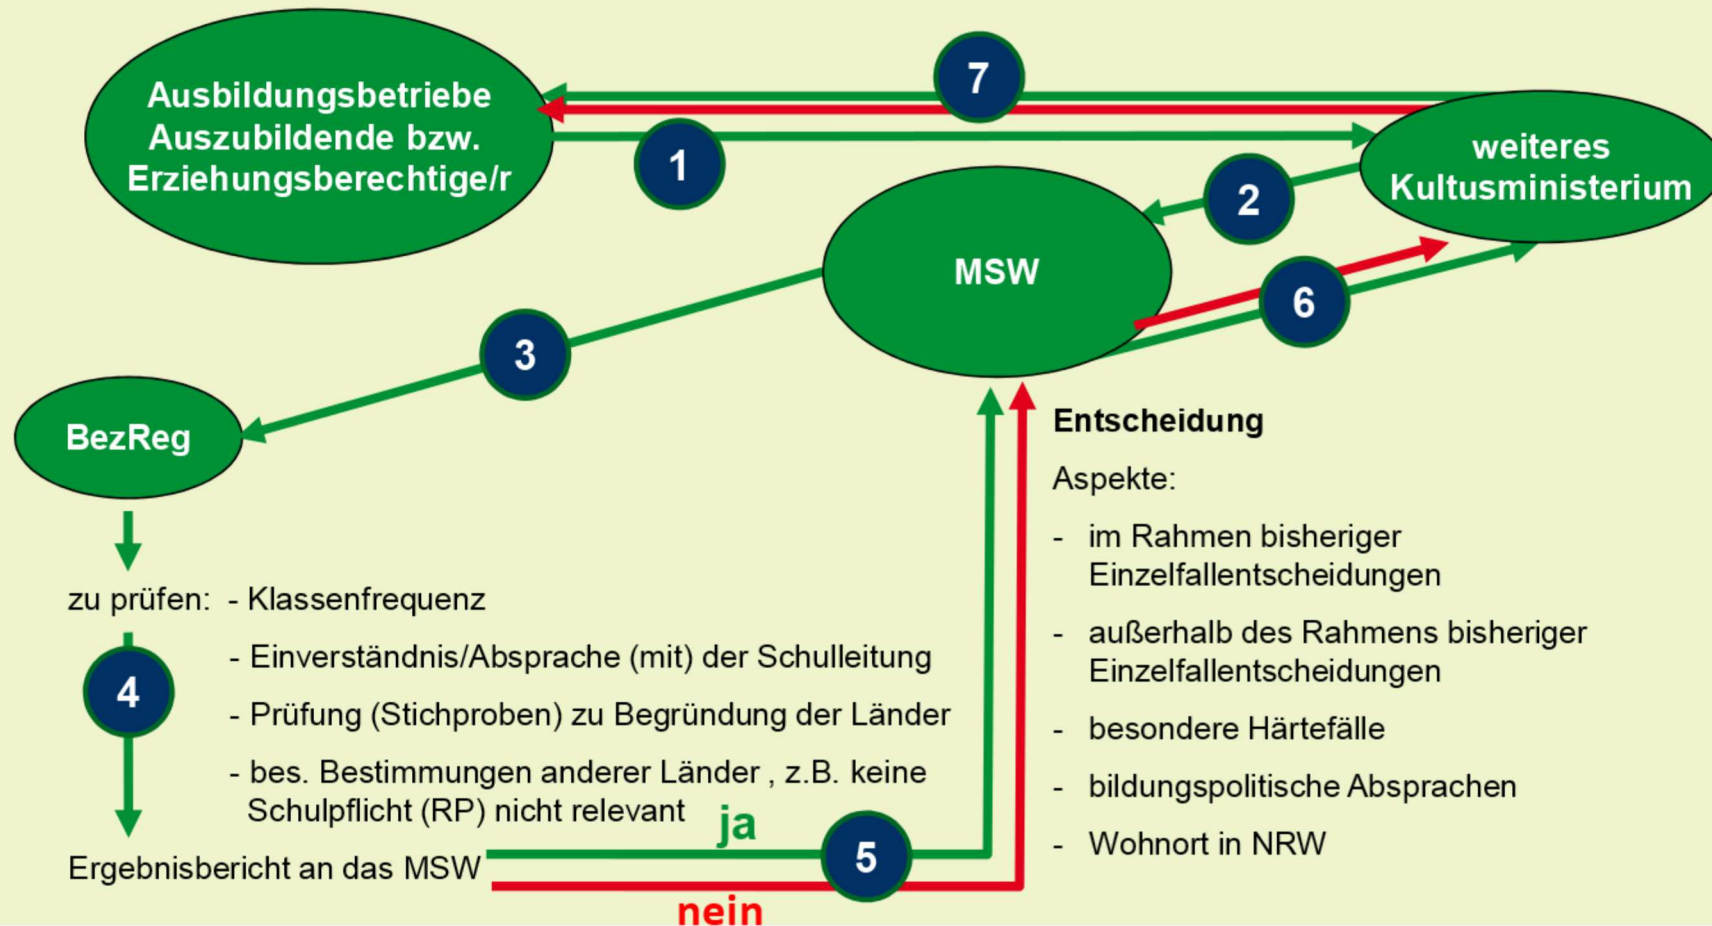 Ausbildungsbetriebe
Auszubildende bzw.
Erziehungsberechtige/r
7
1
weiteres
Kultusministerium
2
MSW
6
3
BezReg
Entscheidung
Aspekte:
- im Rahmen bisheriger
Einzelfallentscheidungen
- außerhalb des Rahmens bisheriger
Einzelfallentscheidungen
- besondere Härtefälle
- bildungspolitische Absprachen
- Wohnort in NRW
zu prüfen: - Klassenfrequenz
- Einverständnis/Absprache (mit) der Schulleitung
4
- Prüfung (Stichproben) zu Begründung der Länder
- bes. Bestimmungen anderer Länder , z.B. keine
Schulpflicht (RP) nicht relevant
ja
5
Ergebnisbericht an das MSW
nein